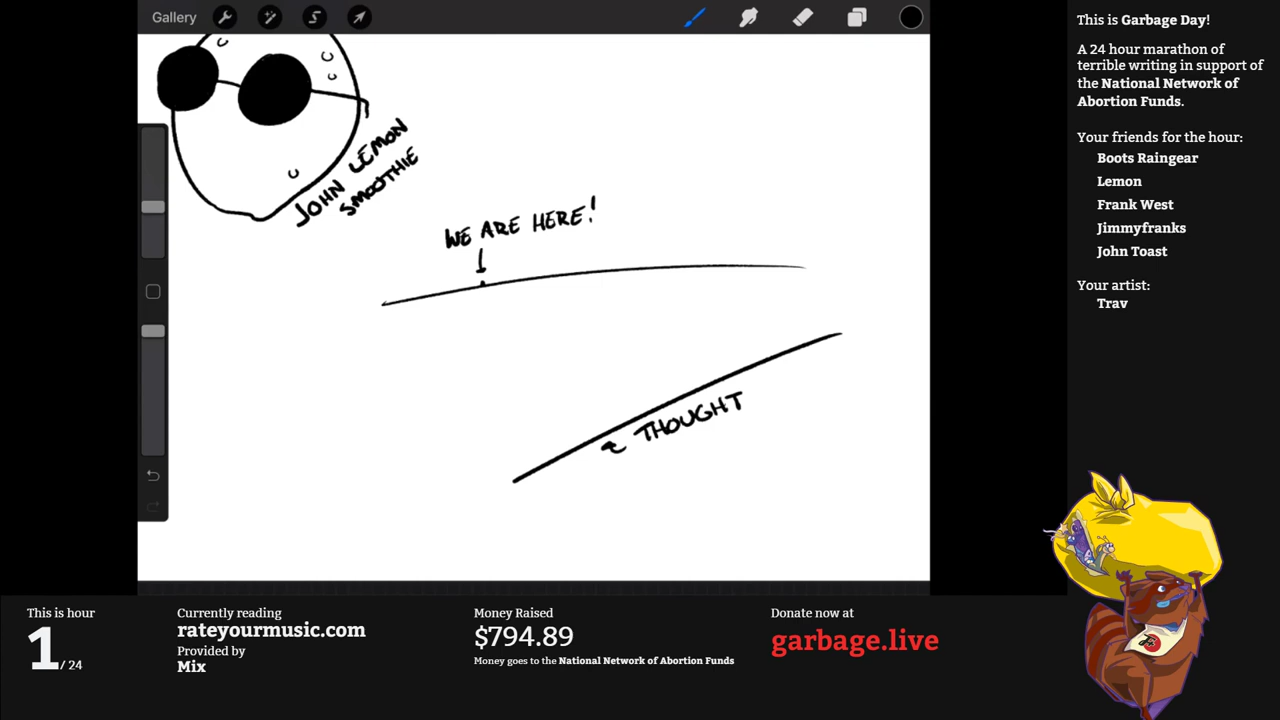 Gallery
JOHN LEMON
SMOOTHIE
WE ARE HERE!
THOUGHT
This is Garbage Day!
A 24 hour marathon of
terrible writing in support of
the National Network of
Abortion Funds.
Your friends for the hour:
Boots Raingear
Lemon
Frank West
Jimmyfranks
John Toast
Your artist:
Trav
This is hour
1 / 24
Currently reading
rateyourmusic.com
Provided by
Mix
Money Raised
$794.89
Money goes to the National Network of Abortion Funds
Donate now at
garbage.live